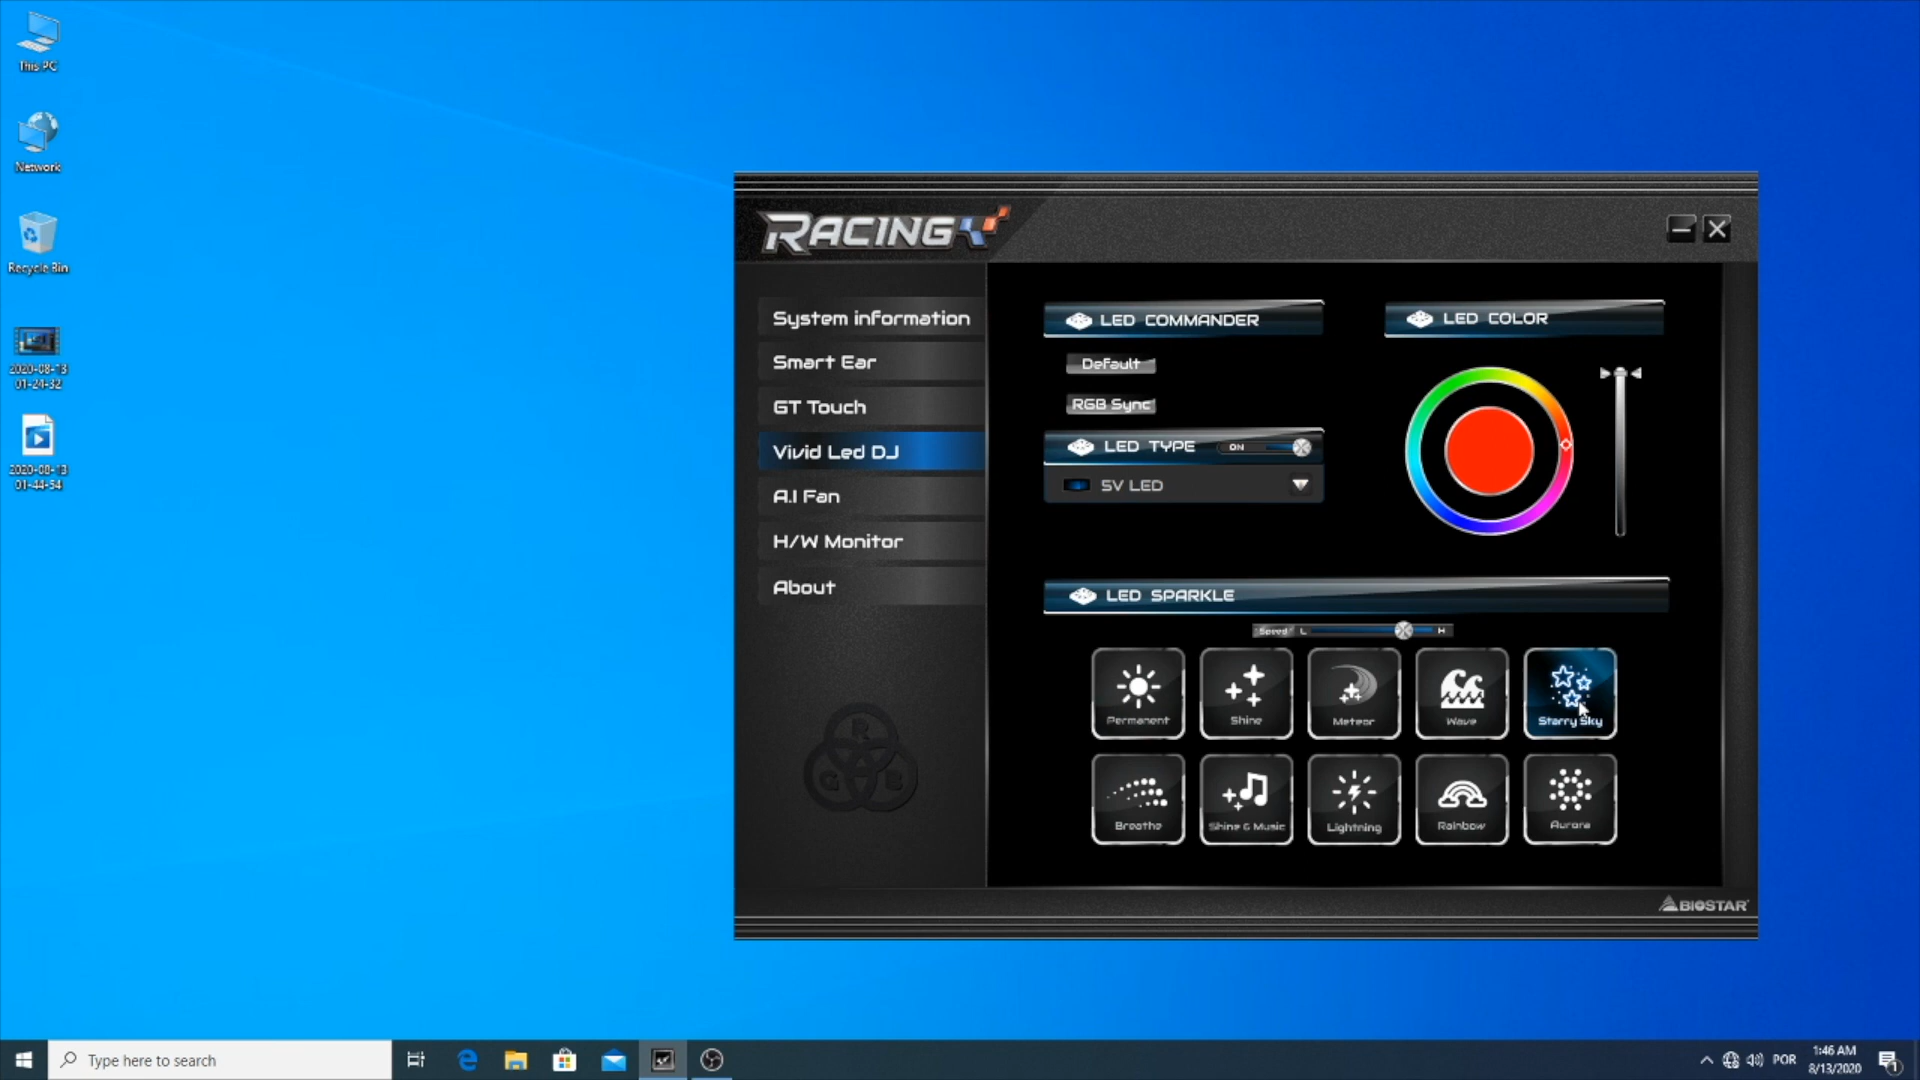 This PC
Network
Recycle Bin
2020-08-13
01-24-32
2020-08-13
01-44-54
RACING
System information
Smart Ear
GT Touch
Vivid Led DJ
A.I Fan
H/W Monitor
About
R
G B
LED COMMANDER
Default
RGB Sync
LED TYPE ON
5V LED
LED COLOR
LED SPARKLE
Speed L H
Permanent
Shine
Meteor
Wave
Starry Sky
Breathe
Shine & Music
Lightning
Rainbow
Aurora
BIOSTAR
Type here to search
POR
1:46 AM
8/13/2020
1